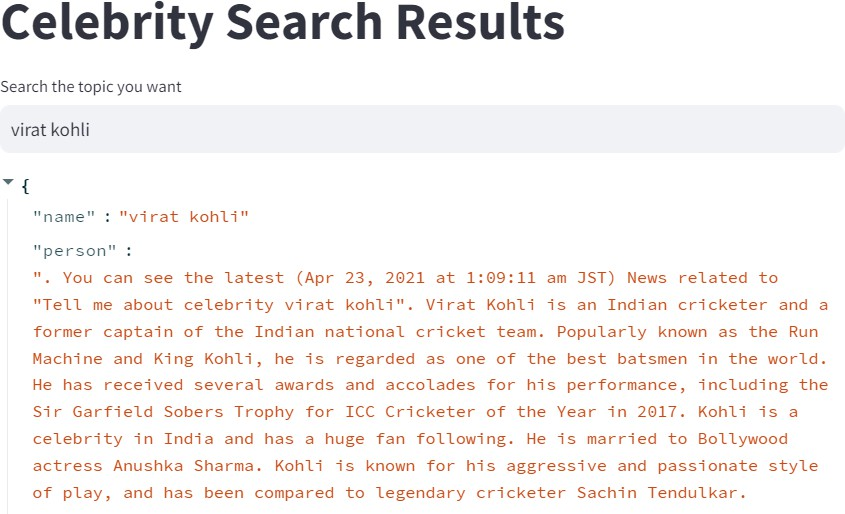 Celebrity Search Results
Search the topic you want
virat kohli
{
"name" : "virat kohli"
"person" :
". You can see the latest (Apr 23, 2021 at 1:09:11 am JST) News related to
"Tell me about celebrity virat kohli". Virat Kohli is an Indian cricketer and a
former captain of the Indian national cricket team. Popularly known as the Run
Machine and King Kohli, he is regarded as one of the best batsmen in the world.
He has received several awards and accolades for his performance, including the
Sir Garfield Sobers Trophy for ICC Cricketer of the Year in 2017. Kohli is a
celebrity in India and has a huge fan following. He is married to Bollywood
actress Anushka Sharma. Kohli is known for his aggressive and passionate style
of play, and has been compared to legendary cricketer Sachin Tendulkar.